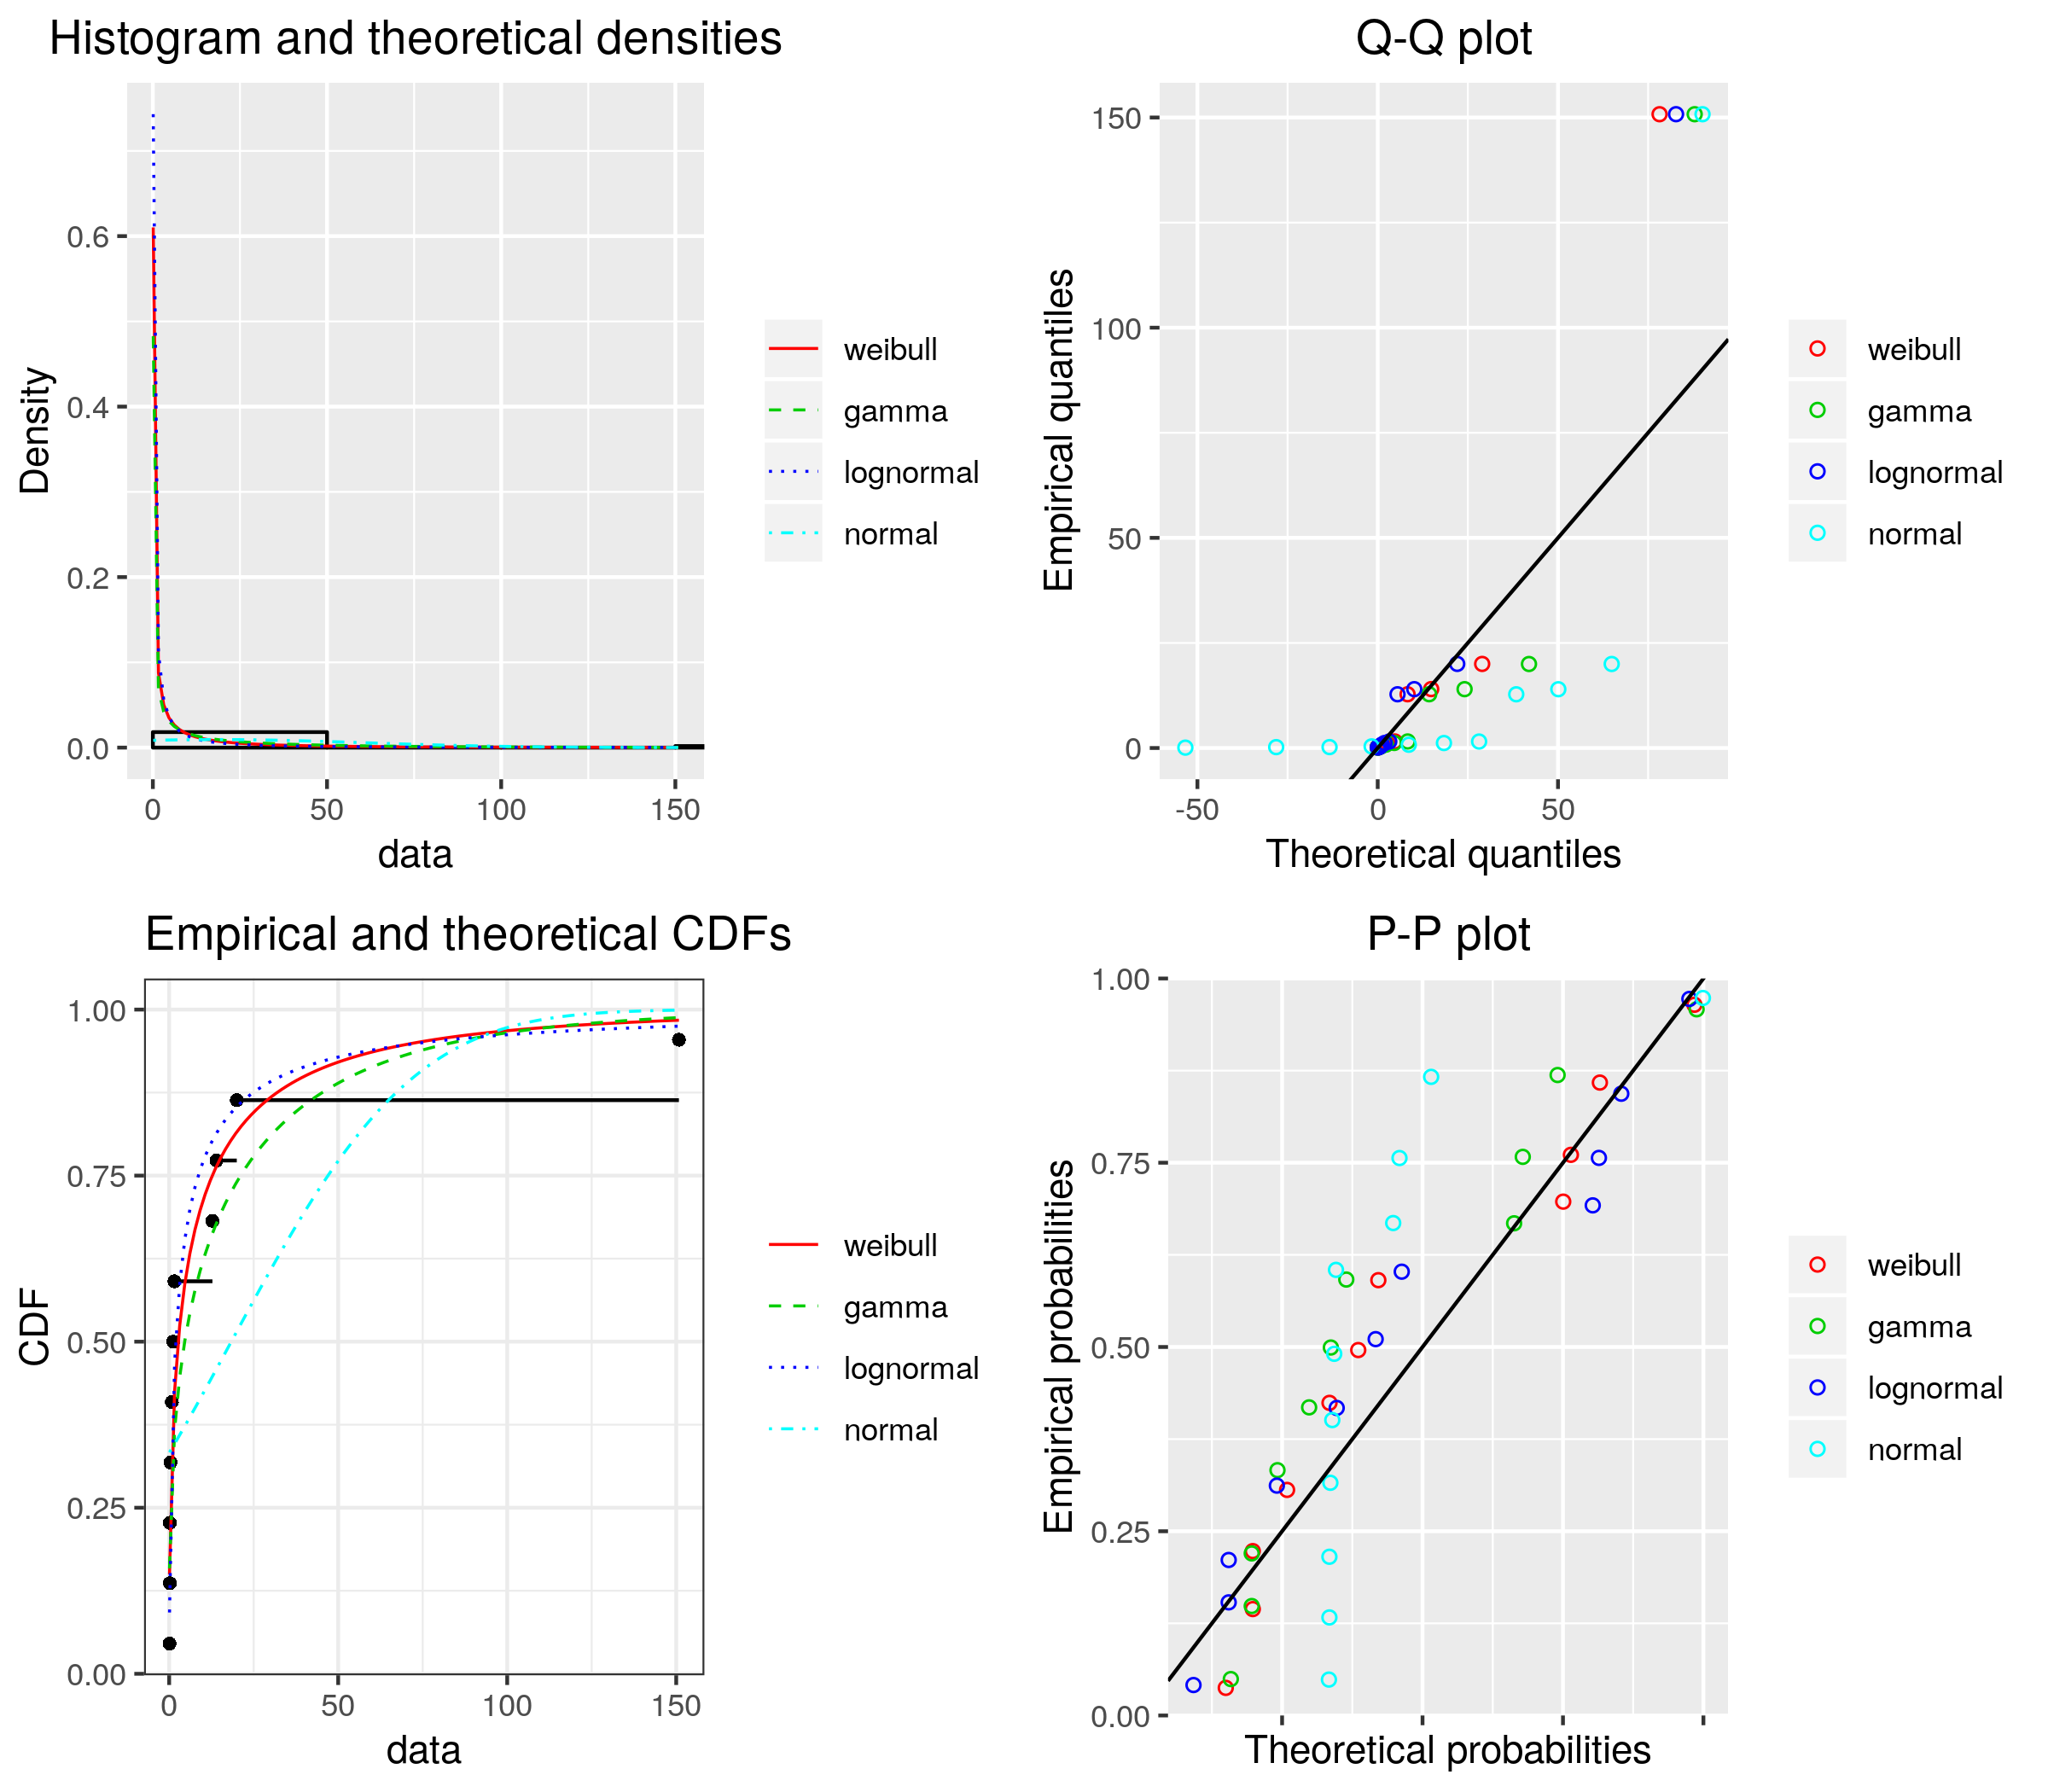 Histogram and theoretical densities
Density
0.6
0.4
0.2
0.0
0 50 100 150
data
weibull
gamma
lognormal
normal
Q-Q plot
Empirical quantiles
150
100
50
0
-50 0 50
Theoretical quantiles
weibull
gamma
lognormal
normal
Empirical and theoretical CDFs
CDF
1.00
0.75
0.50
0.25
0.00
0 50 100 150
data
weibull
gamma
lognormal
normal
P-P plot
Empirical probabilities
1.00
0.75
0.50
0.25
0.00
Theoretical probabilities
weibull
gamma
lognormal
normal